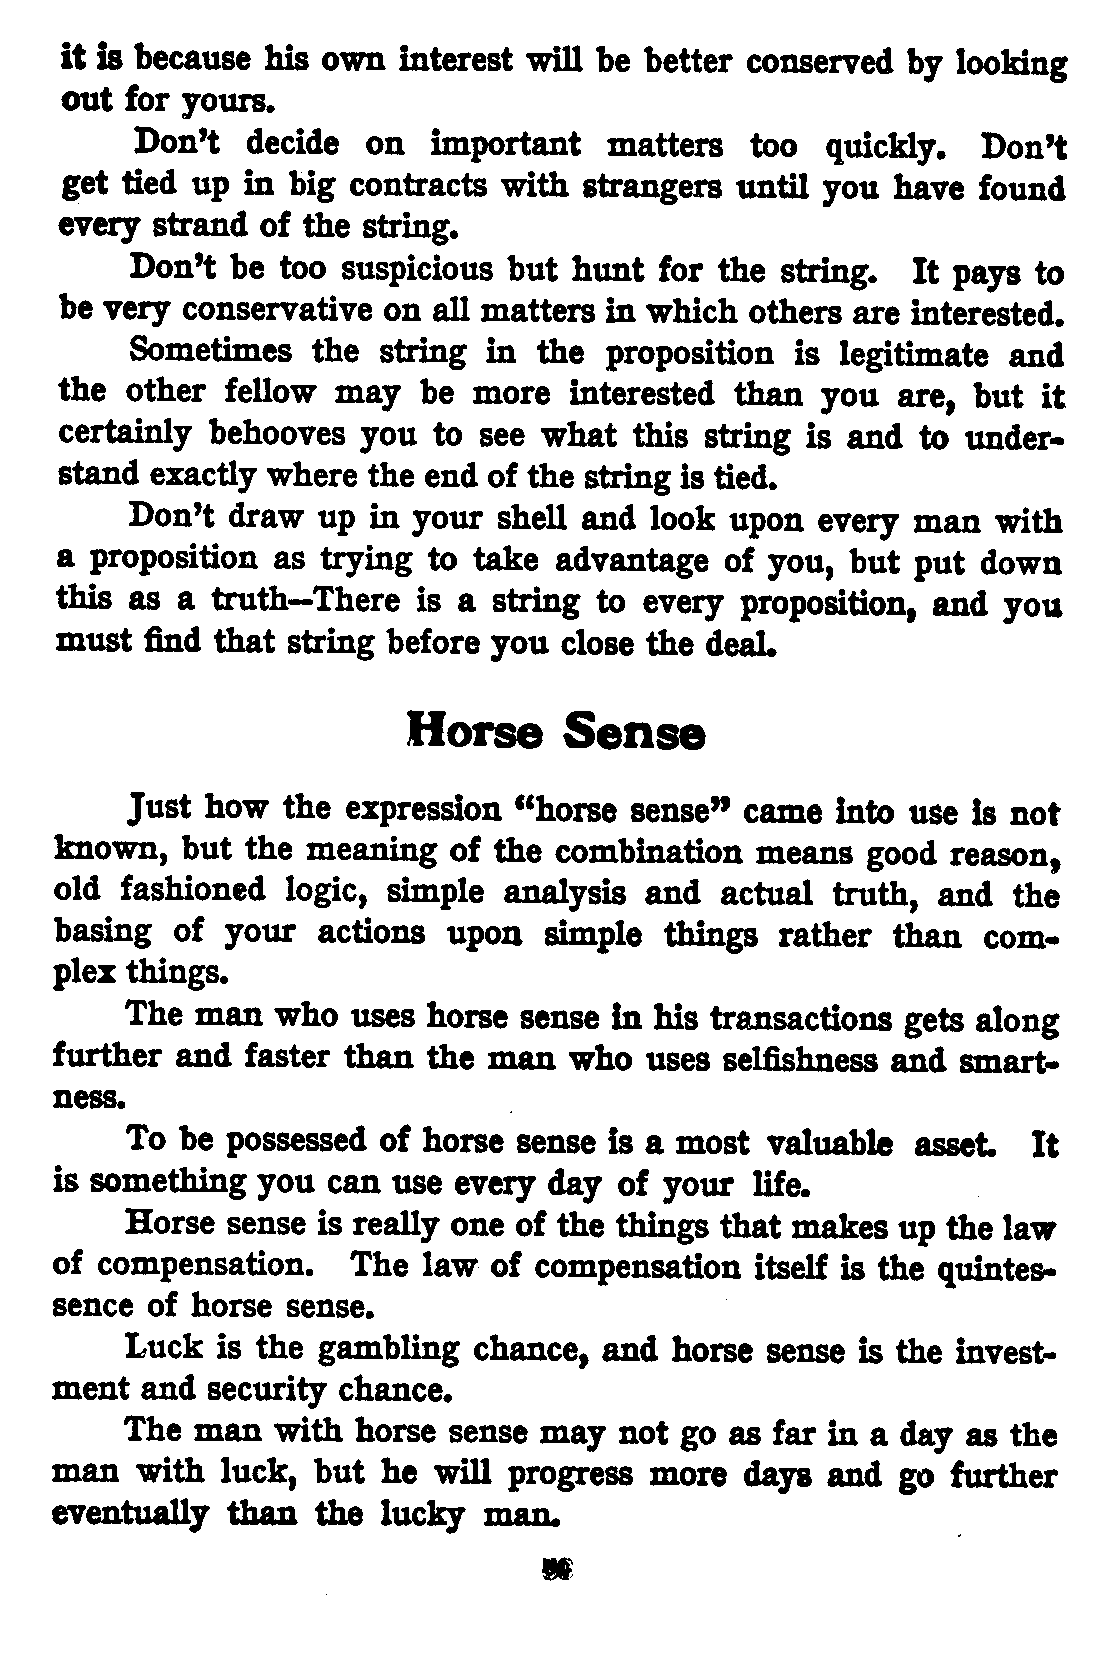 it is because his own interest will be better conserved by looking
out for yours.
Don't decide on important matters too quickly. Don't
get tied up in big contracts with strangers until you have found
every strand of the string.
Don't be too suspicious but hunt for the string. It pays to
be very conservative on all matters in which others are interested.
Sometimes the string in the proposition is legitimate and
the other fellow may be more interested than you are, but it
certainly behooves you to see what this string is and to under-
stand exactly where the end of the string is tied.
Don't draw up in your shell and look upon every man with
a proposition as trying to take advantage of you, but put down
this as a truth—There is a string to every proposition, and you
must find that string before you close the deal.
Horse Sense
Just how the expression "horse sense" came into use is not
known, but the meaning of the combination means good reason,
old fashioned logic, simple analysis and actual truth, and the
basing of your actions upon simple things rather than com-
plex things.
The man who uses horse sense in his transactions gets along
further and faster than the man who uses selfishness and smart-
ness.
To be possessed of horse sense is a most valuable asset. It
is something you can use every day of your life.
Horse sense is really one of the things that makes up the law
of compensation. The law of compensation itself is the quintes-
sence of horse sense.
Luck is the gambling chance, and horse sense is the invest-
ment and security chance.
The man with horse sense may not go as far in a day as the
man with luck, but he will progress more days and go further
eventually than the lucky man.